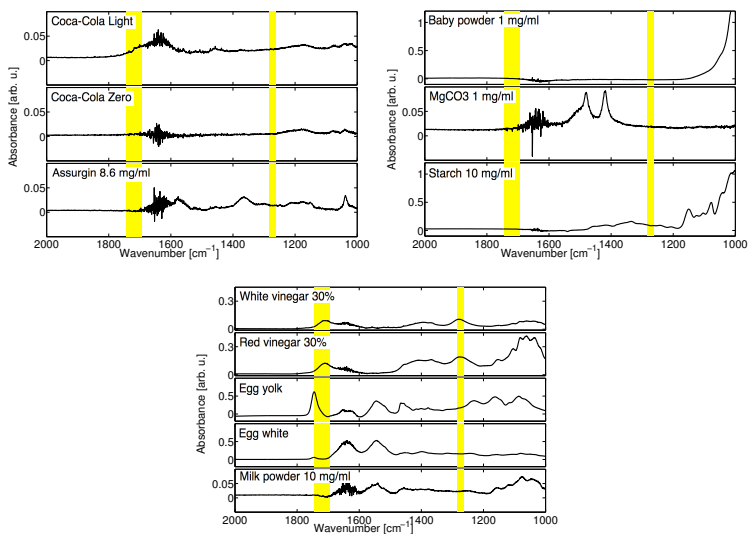 Coca-Cola Light
0.05
0
Coca-Cola Zero
0.05
0
Assurgin 8.6 mg/ml
0.05
0
2000 1800 1600 1400 1200 1000
Wavenumber [cm⁻¹]
Absorbance [arb. u.]
Baby powder 1 mg/ml
1
0
MgCO3 1 mg/ml
0.05
0
Starch 10 mg/ml
1
0.5
0
2000 1800 1600 1400 1200 1000
Wavenumber [cm⁻¹]
Absorbance [arb. u.]
White vinegar 30%
0.3
0
Red vinegar 30%
0.3
0
Egg yolk
0.5
0
Egg white
0.5
0
Milk powder 10 mg/ml
0.05
0
2000 1800 1600 1400 1200 1000
Wavenumber [cm⁻¹]
Absorbance [arb. u.]